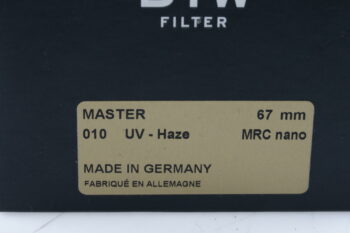 FILTER
MASTER 67 mm
010 UV - Haze MRC nano
MADE IN GERMANY
FABRIQUÉ EN ALLEMAGNE